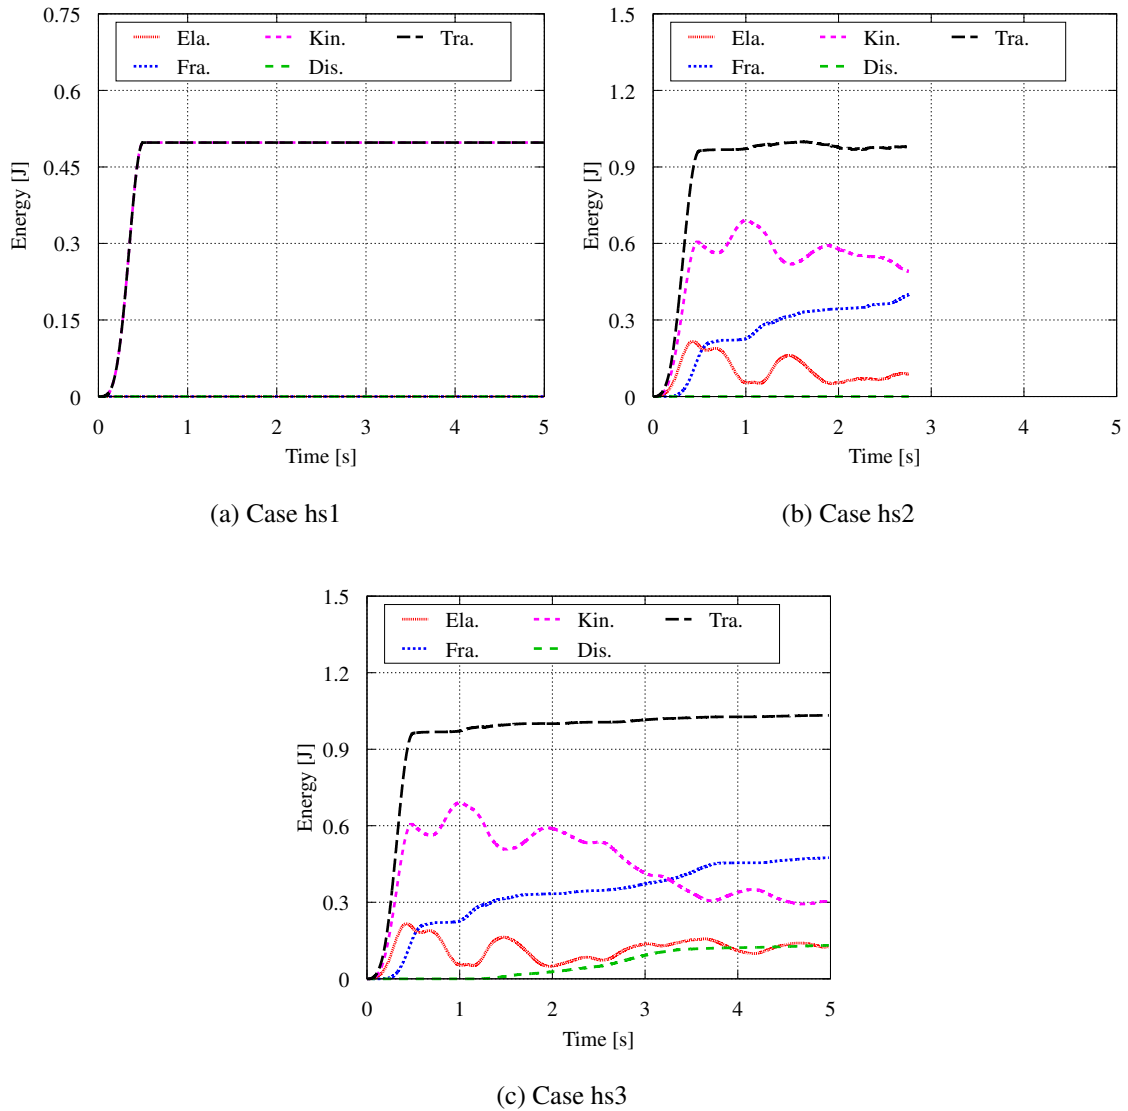 0.75
0.6
0.45
0.3
0.15
0
Energy [J]
Ela.
Kin.
Tra.
Fra.
Dis.
0 1 2 3 4 5
Time [s]
(a) Case hs1
1.5
1.2
0.9
0.6
0.3
0
Energy [J]
Ela.
Kin.
Tra.
Fra.
Dis.
0 1 2 3 4 5
Time [s]
(b) Case hs2
1.5
1.2
0.9
0.6
0.3
0
Energy [J]
Ela.
Kin.
Tra.
Fra.
Dis.
0 1 2 3 4 5
Time [s]
(c) Case hs3